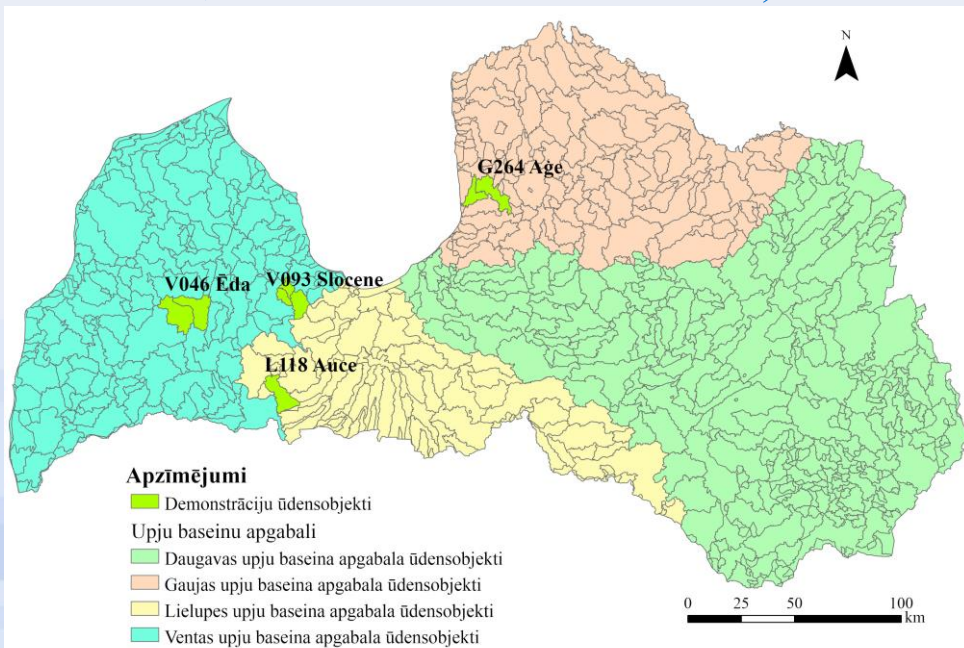 N
G264 Aģe
V046 Ēda
V093 Slocene
L118 Auce
Apzīmējumi
Demonstrāciju ūdensobjekti
Upju baseinu apgabali
Daugavas upju baseina apgabala ūdensobjekti
Gaujas upju baseina apgabala ūdensobjekti
Lielupes upju baseina apgabala ūdensobjekti
Ventas upju baseina apgabala ūdensobjekti
0 25 50 100
km